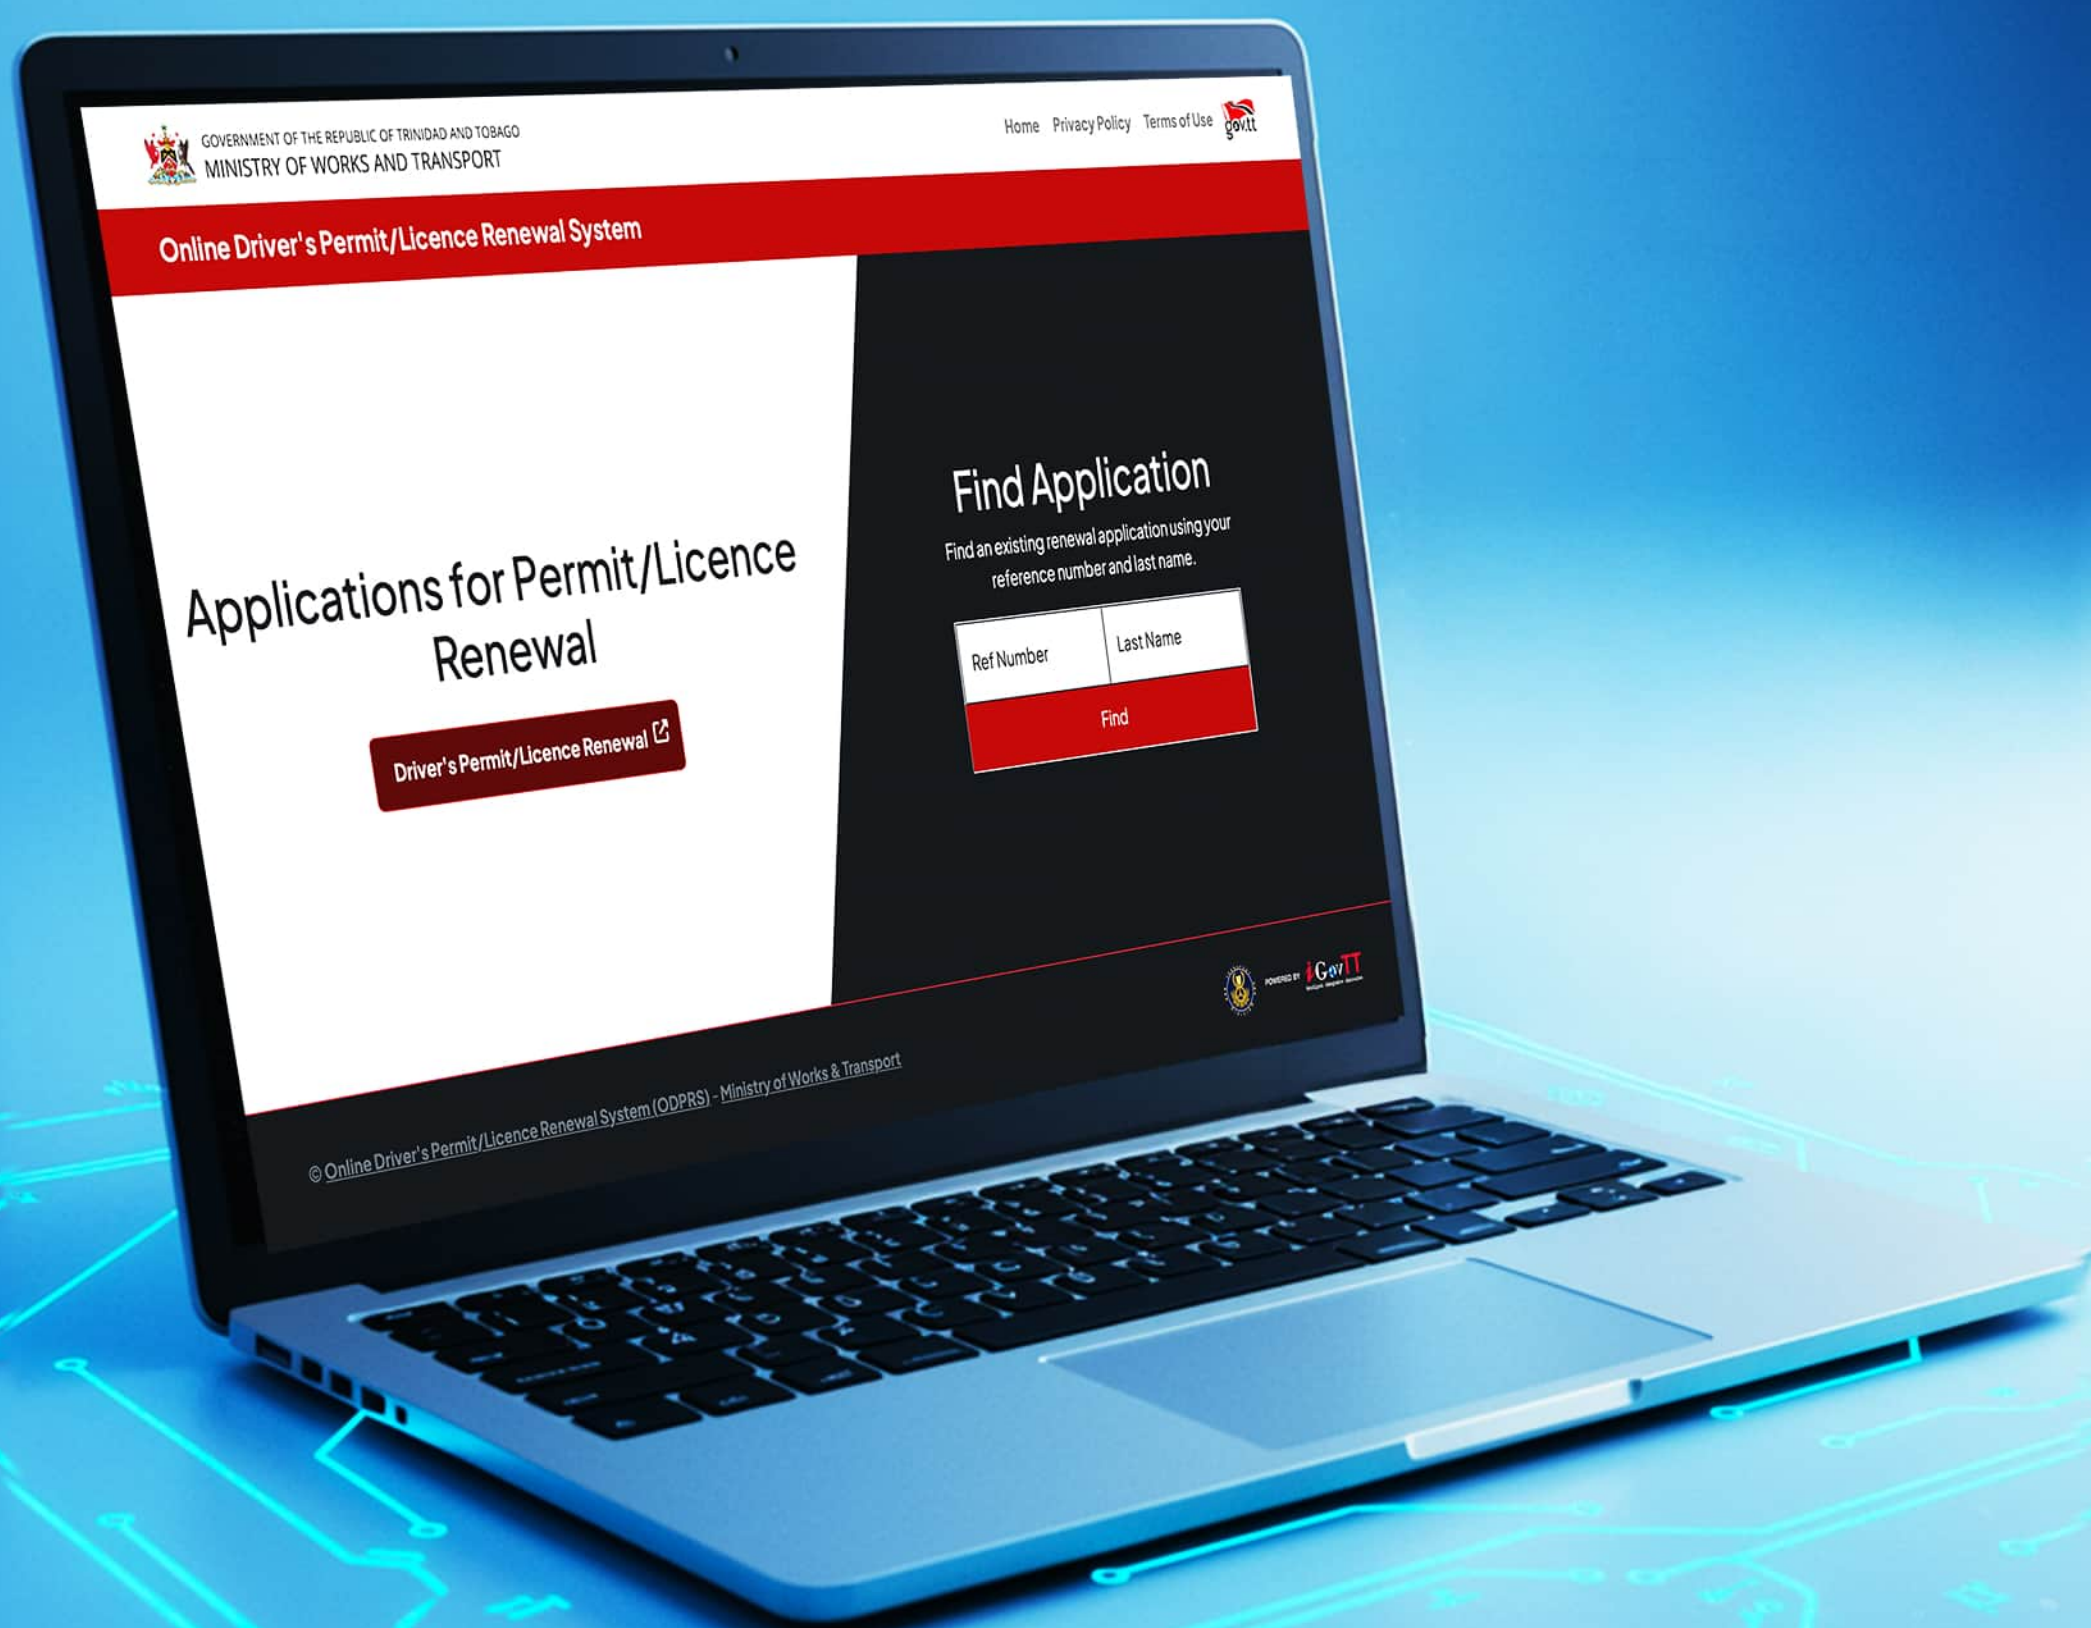 GOVERNMENT OF THE REPUBLIC OF TRINIDAD AND TOBAGO
MINISTRY OF WORKS AND TRANSPORT
Home Privacy Policy Terms of Use gov.tt
Online Driver's Permit/Licence Renewal System
Applications for Permit/Licence
Renewal
Driver's Permit/Licence Renewal
Find Application
Find an existing renewal application using your
reference number and last name.
Ref Number Last Name
Find
POWERED BY iGovTT
© Online Driver's Permit/Licence Renewal System (ODPRS) - Ministry of Works & Transport